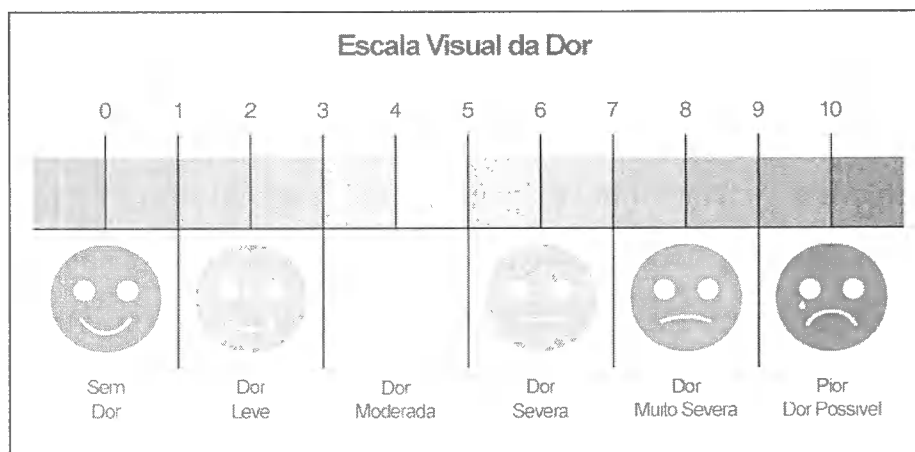 Escala Visual da Dor
0 1 2 3 4 5 6 7 8 9 10
Sem Dor Dor Dor Dor Pior
Dor Leve Moderada Severa Muito Severa Dor Possivel